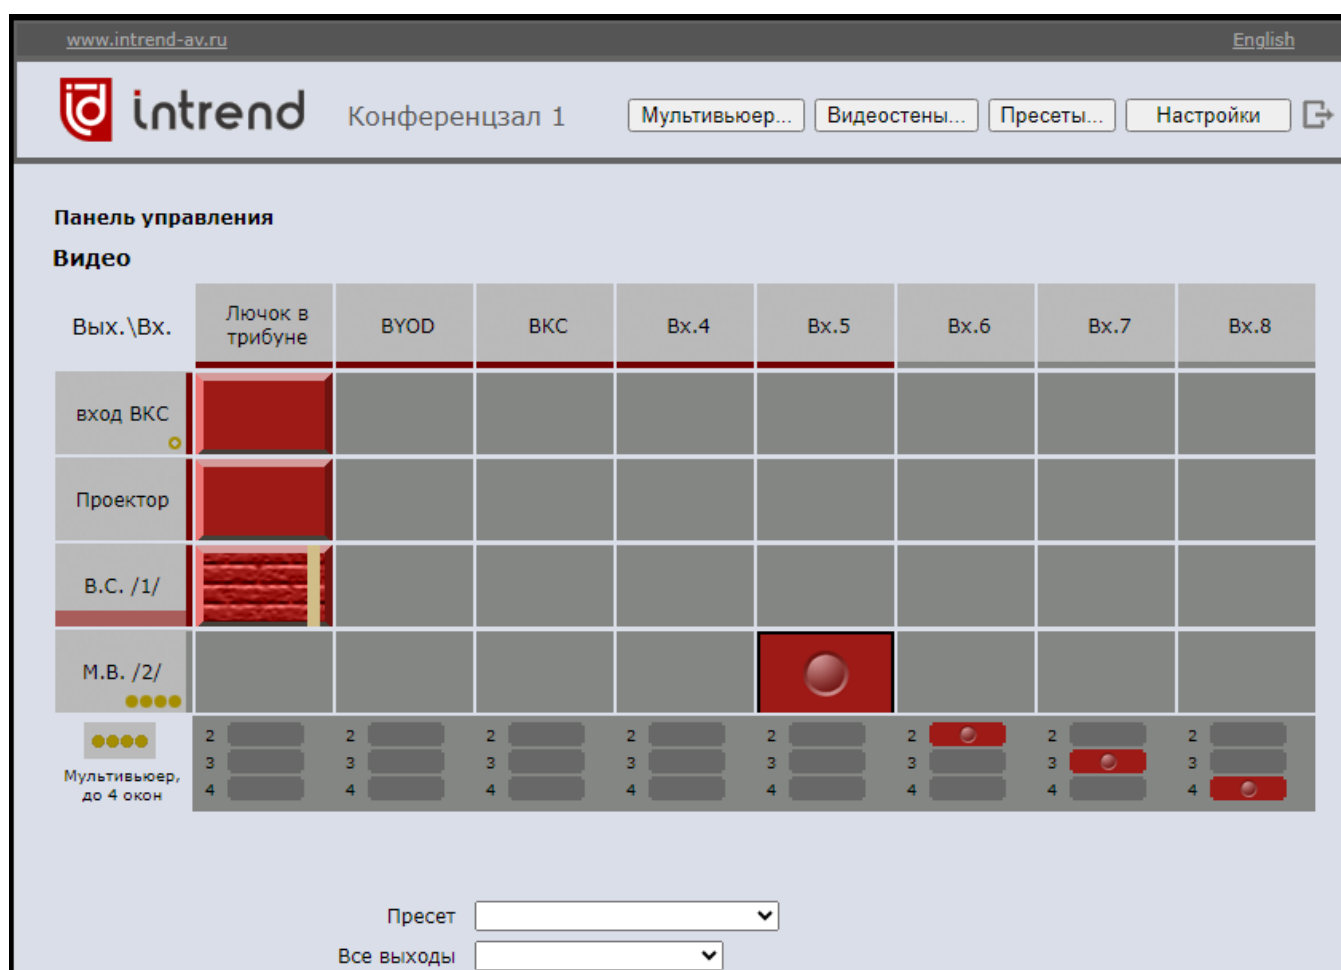 www.intrend-av.ru English
intrend Конференцзал 1 Мультивьюер... Видеостены... Пресеты... Настройки
Панель управления
Видео
Вых.\Вх. Лючок в трибуне BYOD ВКС Вх.4 Вх.5 Вх.6 Вх.7 Вх.8
вход ВКС
Проектор
В.С. /1/
М.В. /2/
2 2 2 2 2 2 2 2
3 3 3 3 3 3 3 3
4 4 4 4 4 4 4 4
Мультивьюер,
до 4 окон
Пресет
Все выходы